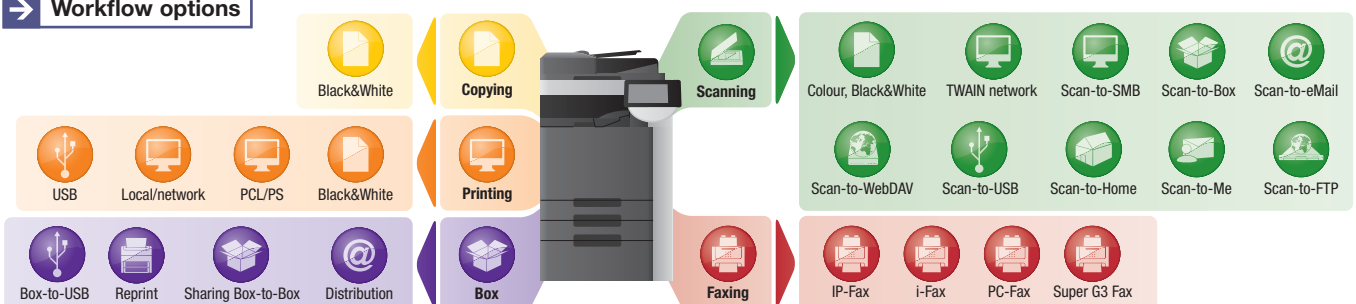 Workflow options
Black&White
Copying
Scanning
Colour, Black&White
TWAIN network
Scan-to-SMB
Scan-to-Box
Scan-to-eMail
USB
Local/network
PCL/PS
Black&White
Printing
Scan-to-WebDAV
Scan-to-USB
Scan-to-Home
Scan-to-Me
Scan-to-FTP
Box-to-USB
Reprint
Sharing Box-to-Box
Distribution
Box
Faxing
IP-Fax
i-Fax
PC-Fax
Super G3 Fax